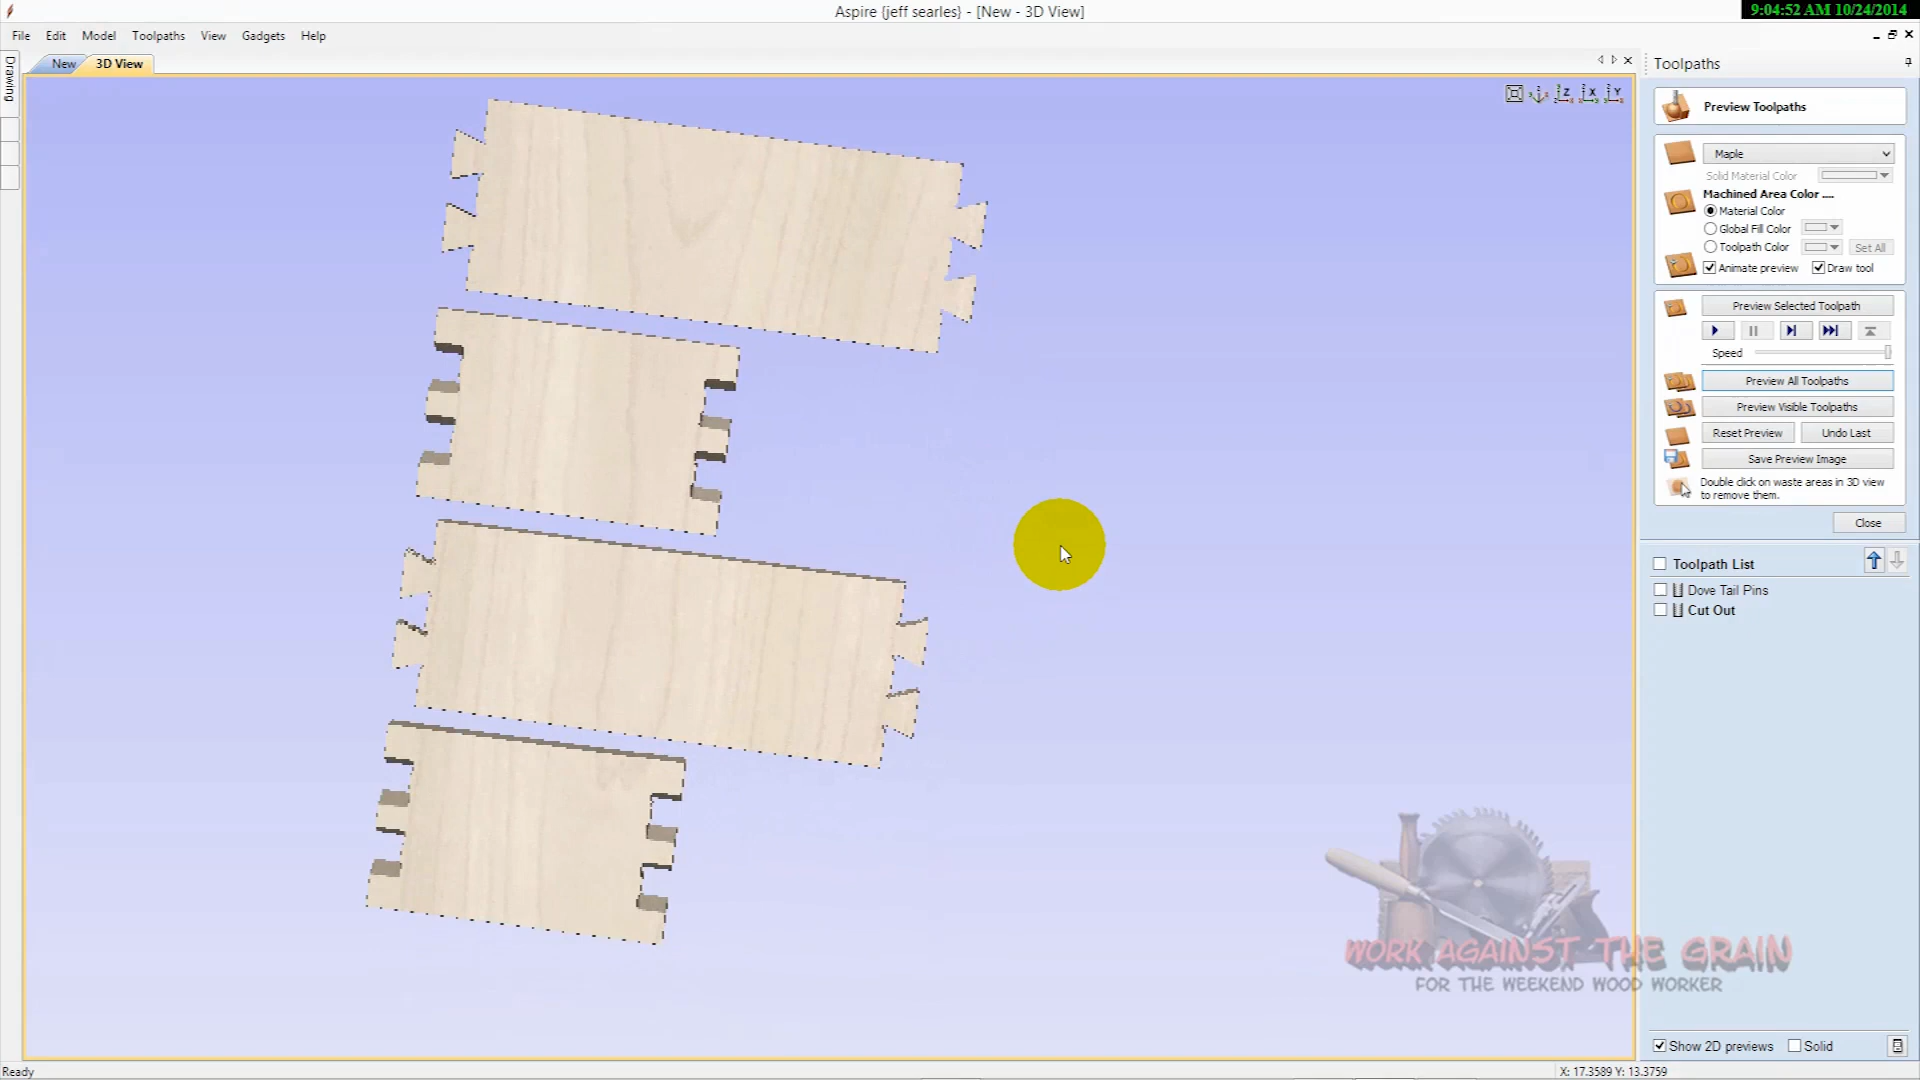 Aspire {jeff searles} - [New - 3D View]
9:04:52 AM 10/24/2014
File Edit Model Toolpaths View Gadgets Help
Drawing
New 3D View
Z X Y
Toolpaths
Preview Toolpaths
Maple
Solid Material Color
Machined Area Color ....
Material Color
Global Fill Color
Toolpath Color Set All
Animate preview Draw tool
Preview Selected Toolpath
Speed
Preview All Toolpaths
Preview Visible Toolpaths
Reset Preview Undo Last
Save Preview Image
Double click on waste areas in 3D view
to remove them.
Close
Toolpath List
Dove Tail Pins
Cut Out
WORK AGAINST THE GRAIN
FOR THE WEEKEND WOOD WORKER
Show 2D previews Solid
Ready
X: 17.3589 Y: 13.3759